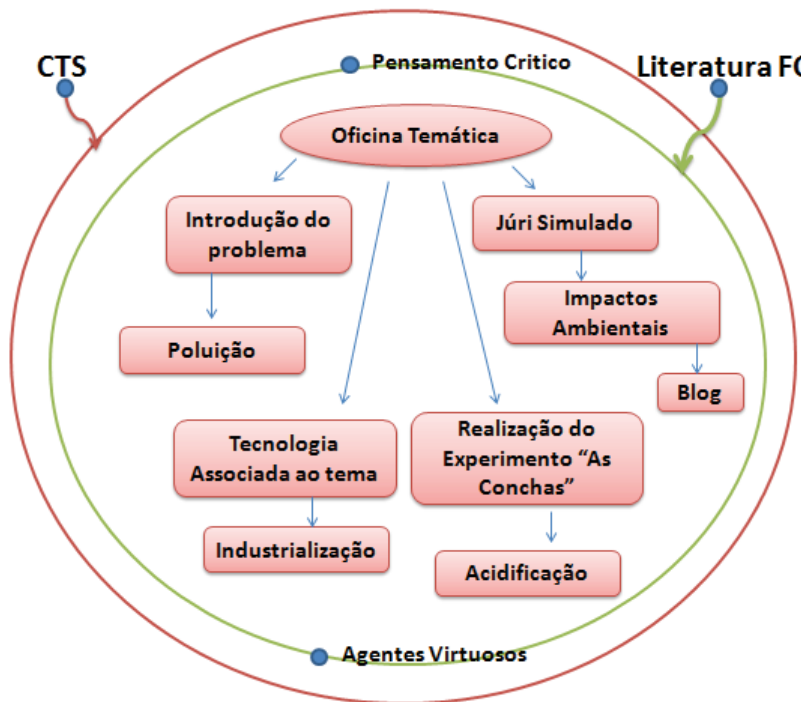 CTS
Pensamento Critico
Literatura FC
Oficina Temática
Introdução do
problema
Júri Simulado
Impactos
Ambientais
Poluição
Blog
Tecnologia
Associada ao tema
Realização do
Experimento “As
Conchas”
Industrialização
Acidificação
Agentes Virtuosos